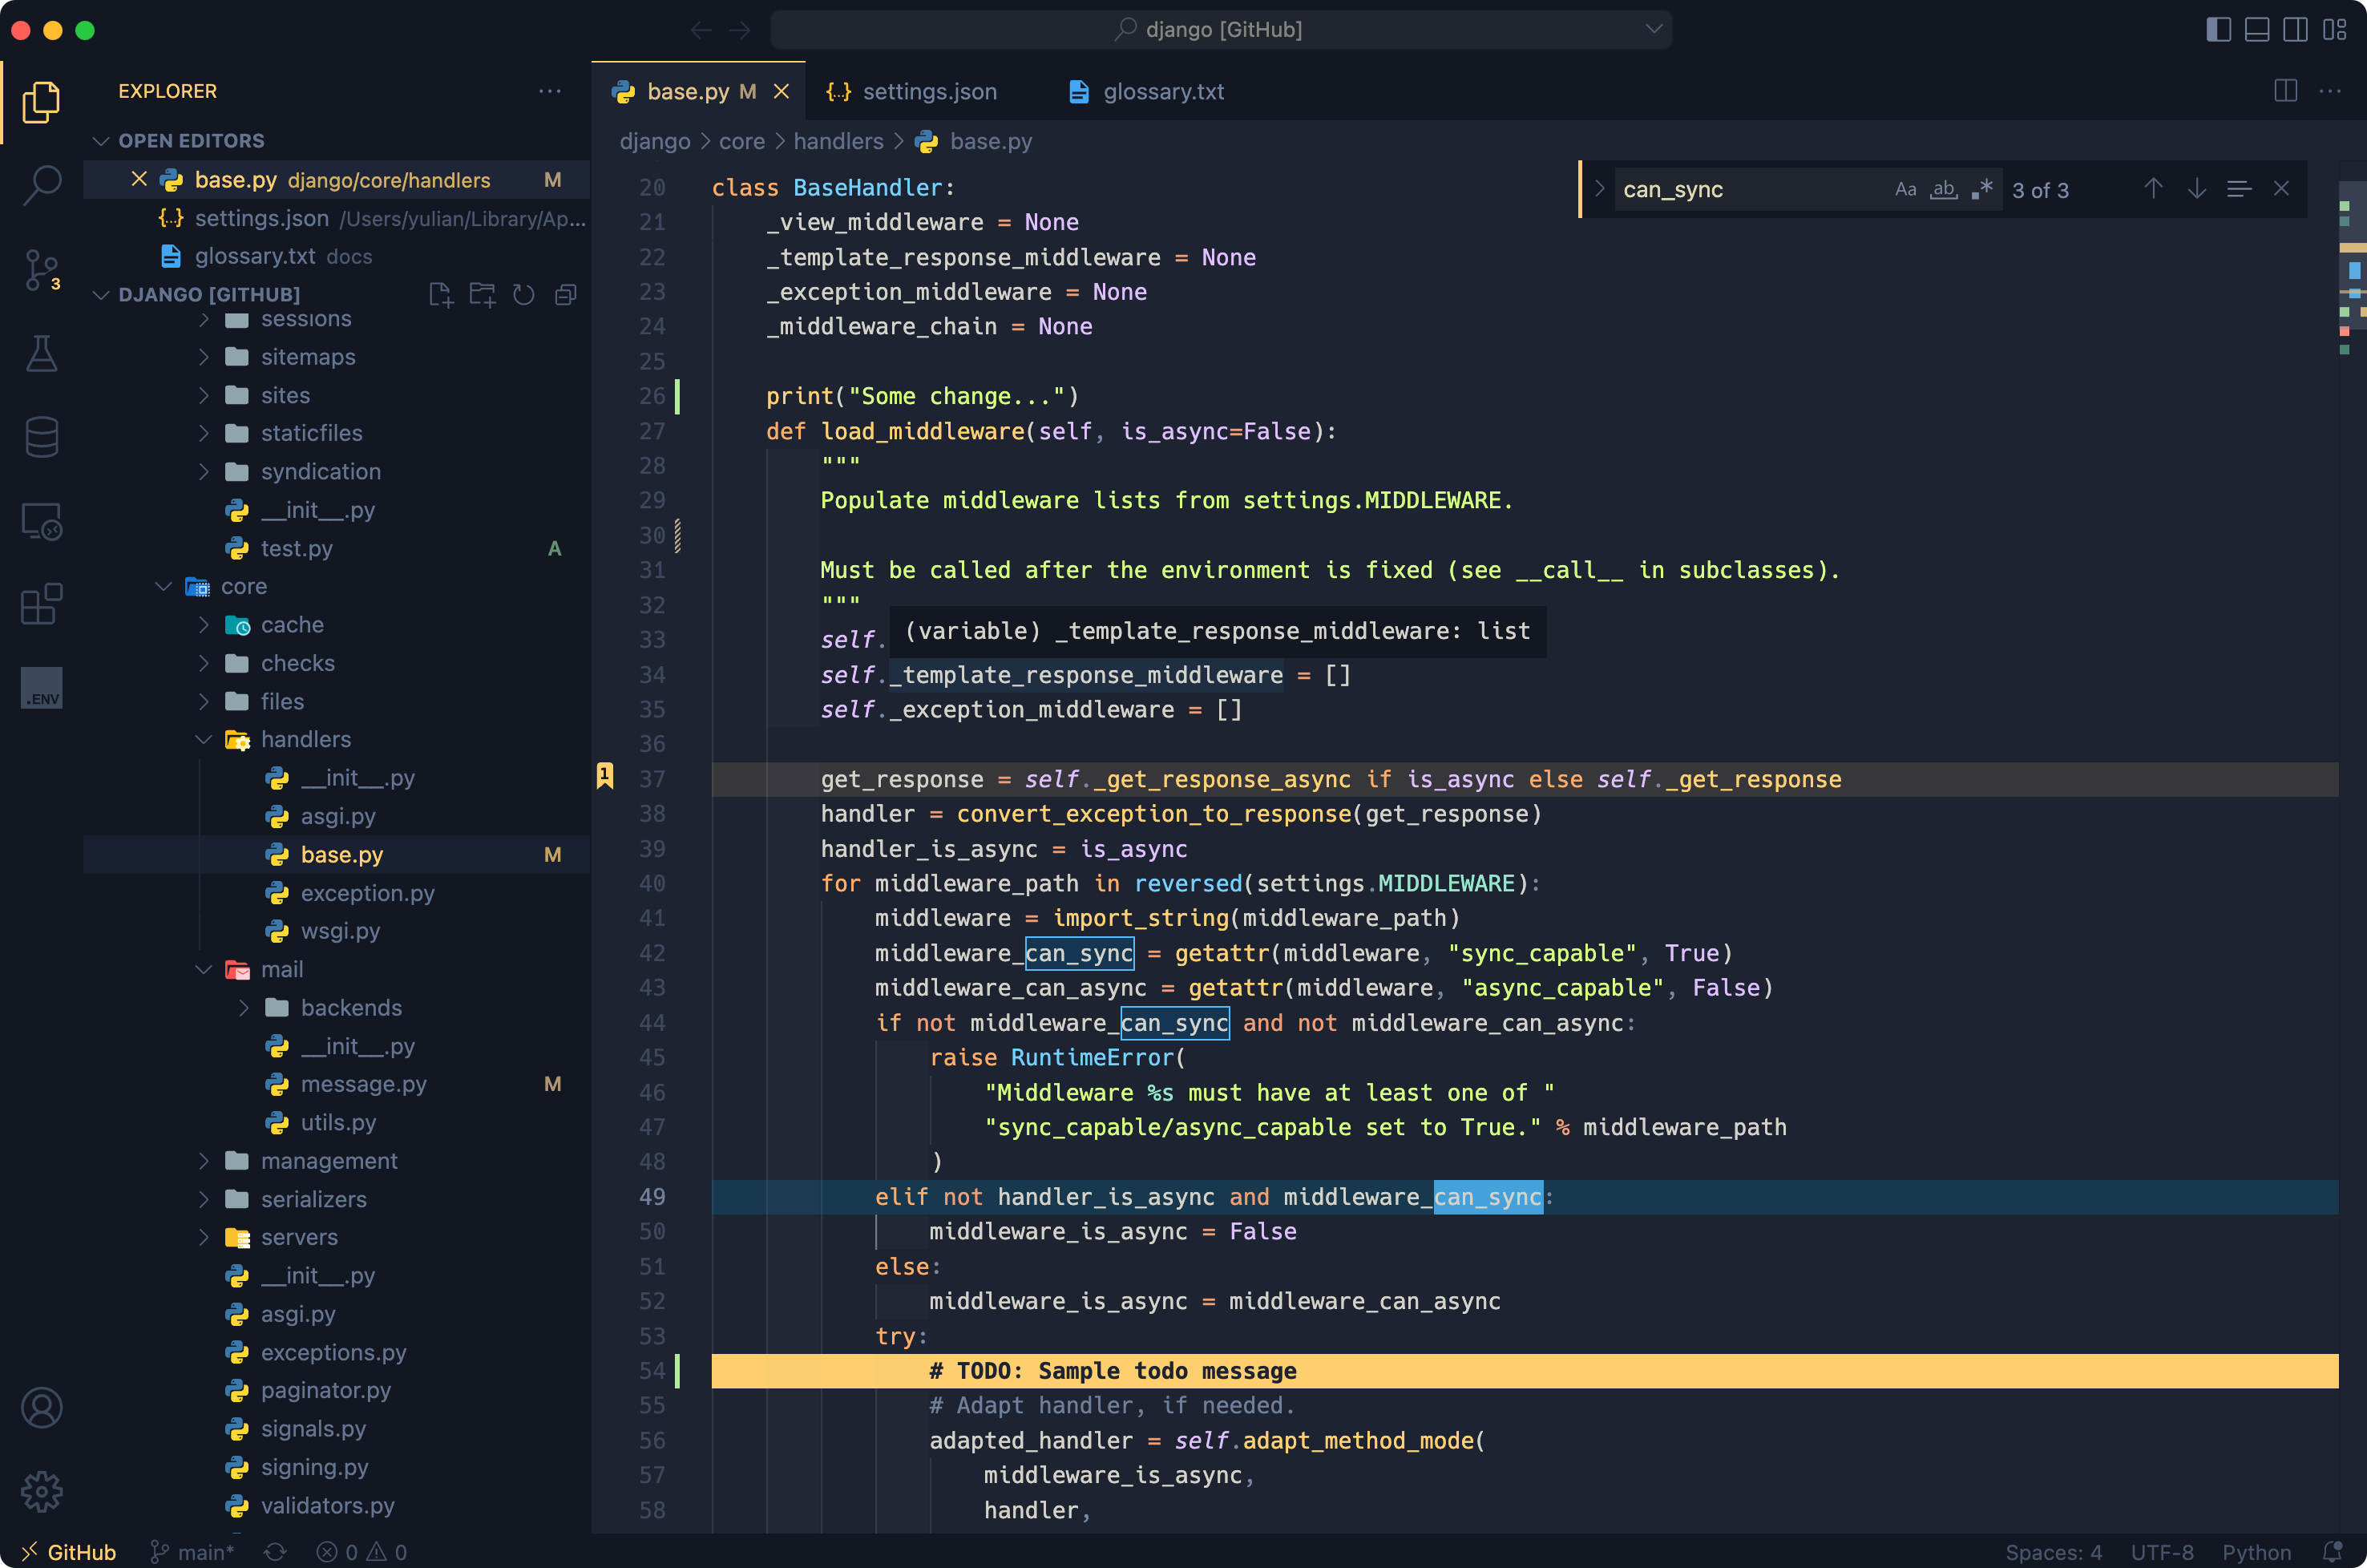 django [GitHub]
EXPLORER
OPEN EDITORS
base.py django/core/handlers M
settings.json /Users/yulian/Library/Ap...
glossary.txt docs
DJANGO [GITHUB]
sessions
sitemaps
sites
staticfiles
syndication
__init__.py
test.py A
core
cache
checks
files
handlers
__init__.py
asgi.py
base.py M
exception.py
wsgi.py
mail
backends
__init__.py
message.py M
utils.py
management
serializers
servers
__init__.py
asgi.py
exceptions.py
paginator.py
signals.py
signing.py
validators.py
3
.ENV
base.py M
{..} settings.json
glossary.txt
django > core > handlers > base.py
can_sync Aa ab .* 3 of 3
20 class BaseHandler:
21     _view_middleware = None
22     _template_response_middleware = None
23     _exception_middleware = None
24     _middleware_chain = None
25
26     print("Some change...")
27     def load_middleware(self, is_async=False):
28         """
29         Populate middleware lists from settings.MIDDLEWARE.
30
31         Must be called after the environment is fixed (see __call__ in subclasses).
32         """
(variable) _template_response_middleware: list
33         self.
34         self._template_response_middleware = []
35         self._exception_middleware = []
36
1
37         get_response = self._get_response_async if is_async else self._get_response
38         handler = convert_exception_to_response(get_response)
39         handler_is_async = is_async
40         for middleware_path in reversed(settings.MIDDLEWARE):
41             middleware = import_string(middleware_path)
42             middleware_can_sync = getattr(middleware, "sync_capable", True)
43             middleware_can_async = getattr(middleware, "async_capable", False)
44             if not middleware_can_sync and not middleware_can_async:
45                 raise RuntimeError(
46                     "Middleware %s must have at least one of "
47                     "sync_capable/async_capable set to True." % middleware_path
48                 )
49             elif not handler_is_async and middleware_can_sync:
50                 middleware_is_async = False
51             else:
52                 middleware_is_async = middleware_can_async
53             try:
54                 # TODO: Sample todo message
55                 # Adapt handler, if needed.
56                 adapted_handler = self.adapt_method_mode(
57                     middleware_is_async,
58                     handler,
GitHub main* 0 0
Spaces: 4 UTF-8 Python